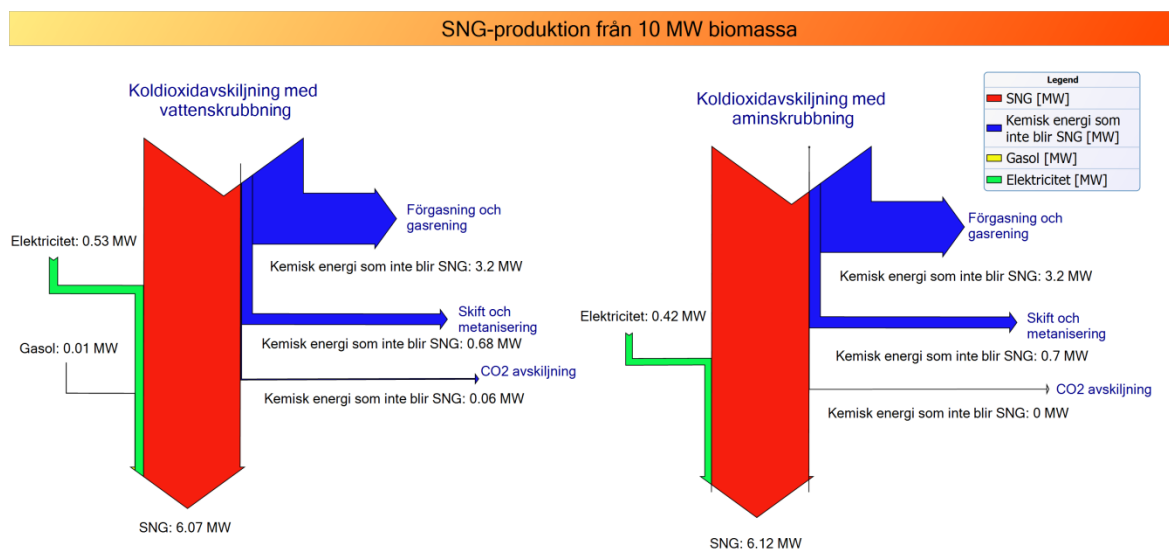 SNG-produktion från 10 MW biomassa
Koldioxidavskiljning med
vattenskrubbning
Förgasning och
gasrening
Elektricitet: 0.53 MW
Kemisk energi som inte blir SNG: 3.2 MW
Skift och
metanisering
Gasol: 0.01 MW
Kemisk energi som inte blir SNG: 0.68 MW
CO2 avskiljning
Kemisk energi som inte blir SNG: 0.06 MW
SNG: 6.07 MW
Koldioxidavskiljning med
aminskrubbning
Förgasning och
gasrening
Kemisk energi som inte blir SNG: 3.2 MW
Elektricitet: 0.42 MW
Skift och
metanisering
Kemisk energi som inte blir SNG: 0.7 MW
CO2 avskiljning
Kemisk energi som inte blir SNG: 0 MW
SNG: 6.12 MW
Legend
SNG [MW]
Kemisk energi som
inte blir SNG [MW]
Gasol [MW]
Elektricitet [MW]